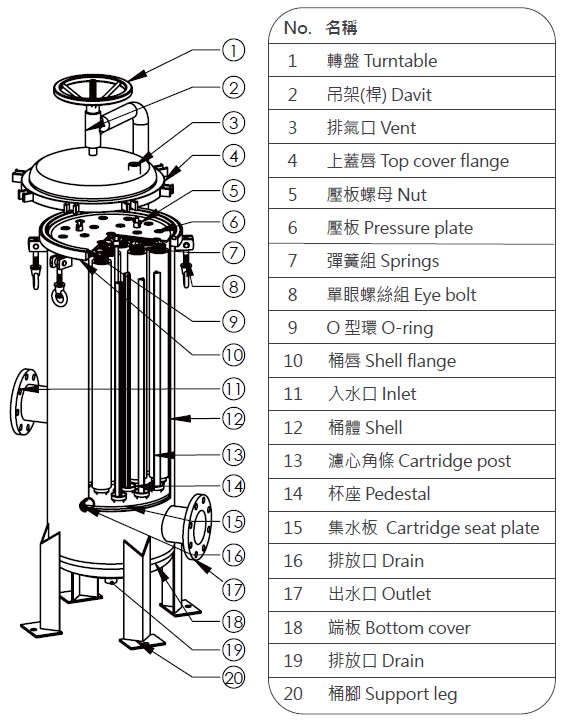 1
2
3
4
5
6
7
8
9
10
11
12
13
14
15
16
17
18
19
20
No. 名稱
1 轉盤 Turntable
2 吊架(桿) Davit
3 排氣口 Vent
4 上蓋唇 Top cover flange
5 壓板螺母 Nut
6 壓板 Pressure plate
7 彈簧組 Springs
8 單眼螺絲組 Eye bolt
9 O 型環 O-ring
10 桶唇 Shell flange
11 入水口 Inlet
12 桶體 Shell
13 濾心角條 Cartridge post
14 杯座 Pedestal
15 集水板 Cartridge seat plate
16 排放口 Drain
17 出水口 Outlet
18 端板 Bottom cover
19 排放口 Drain
20 桶腳 Support leg